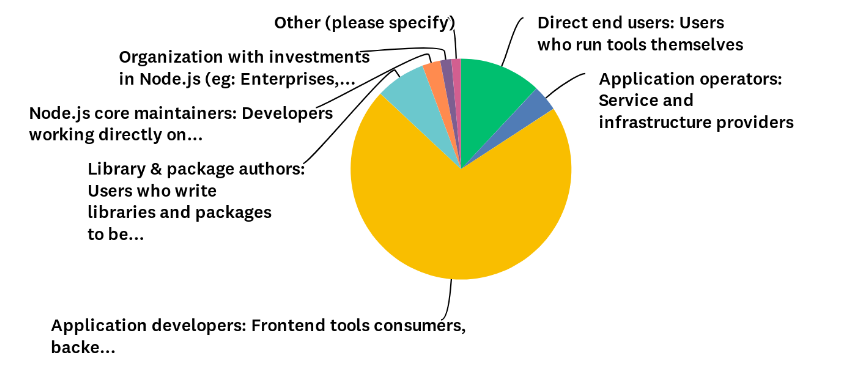 Other (please specify)
Direct end users: Users
who run tools themselves
Organization with investments
in Node.js (eg: Enterprises,...
Application operators:
Service and
infrastructure providers
Node.js core maintainers: Developers
working directly on...
Library & package authors:
Users who write
libraries and packages
to be...
Application developers: Frontend tools consumers,
backe...